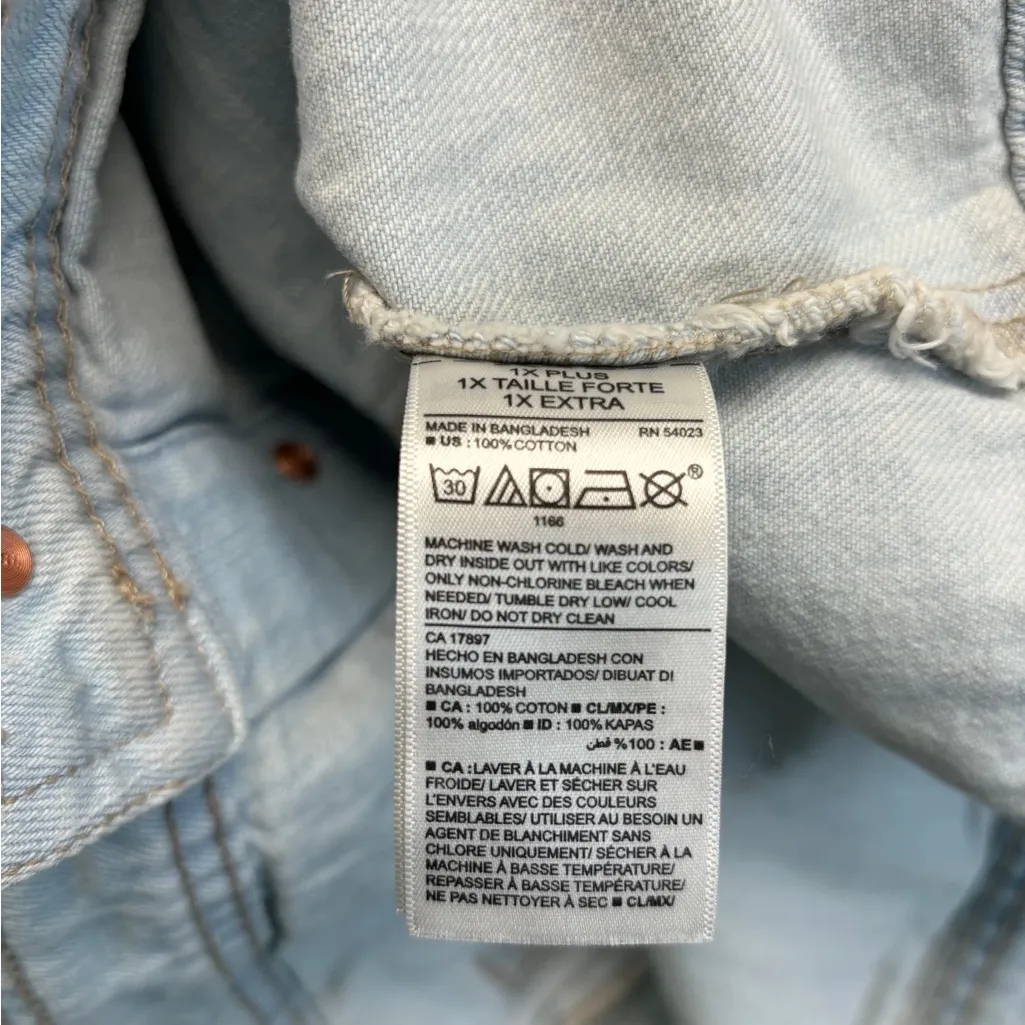 1X PLUS
1X TAILLE FORTE
1X EXTRA
MADE IN BANGLADESH RN 54023
■ US : 100% COTTON
30 ®
1166
MACHINE WASH COLD/ WASH AND
DRY INSIDE OUT WITH LIKE COLORS/
ONLY NON-CHLORINE BLEACH WHEN
NEEDED/ TUMBLE DRY LOW/ COOL
IRON/ DO NOT DRY CLEAN
CA 17897
HECHO EN BANGLADESH CON
INSUMOS IMPORTADOS/ DIBUAT DI
BANGLADESH
■ CA : 100% COTON ■ CL/MX/PE :
100% algodón ■ ID : 100% KAPAS
■ AE : 100% قطن
■ CA :LAVER À LA MACHINE À L'EAU
FROIDE/ LAVER ET SÉCHER SUR
L'ENVERS AVEC DES COULEURS
SEMBLABLES/ UTILISER AU BESOIN UN
AGENT DE BLANCHIMENT SANS
CHLORE UNIQUEMENT/ SÉCHER À LA
MACHINE À BASSE TEMPÉRATURE/
REPASSER À BASSE TEMPÉRATURE/
NE PAS NETTOYER À SEC ■ CL/MX/